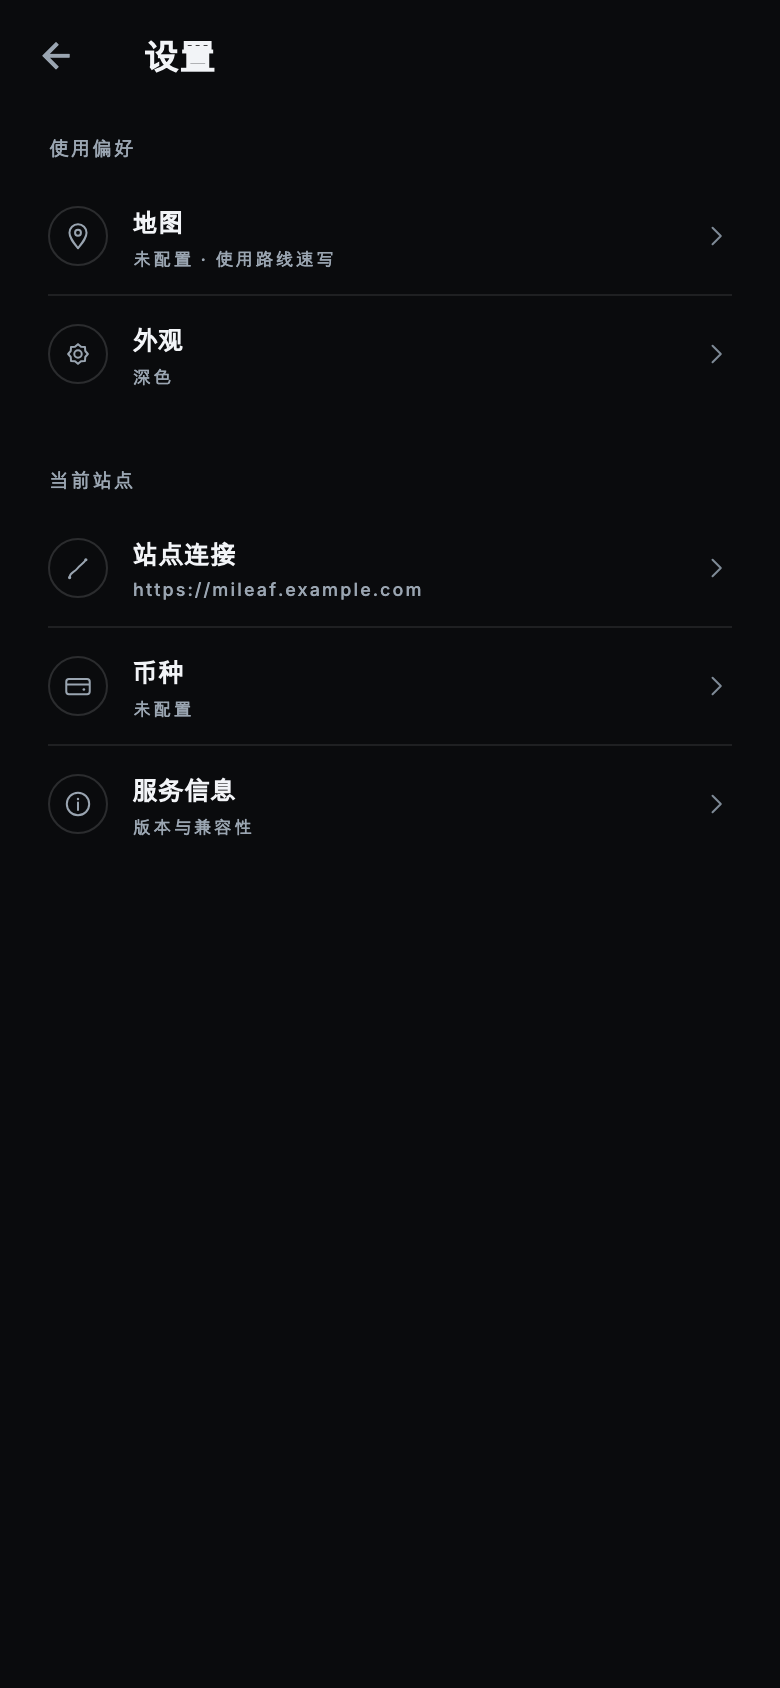 设置
使用偏好
地图
未配置 · 使用路线速写
外观
深色
当前站点
站点连接
https://mileaf.example.com
币种
未配置
服务信息
版本与兼容性